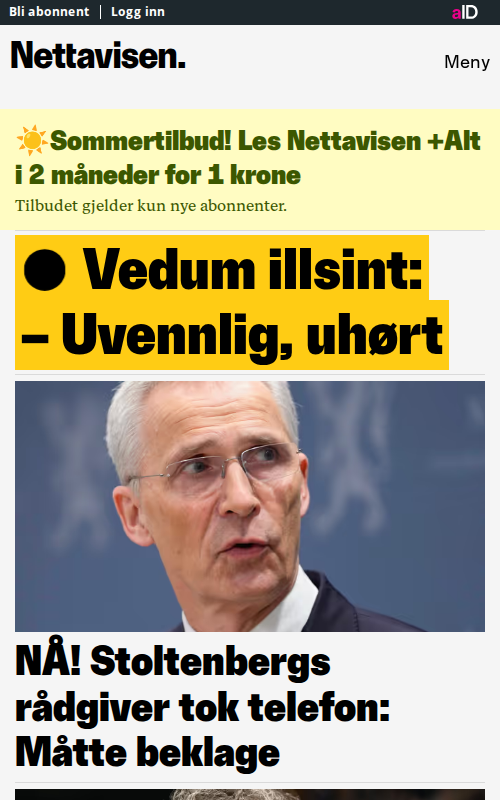 Bli abonnent | Logg inn
aID
Nettavisen.
Meny
☀️Sommertilbud! Les Nettavisen +Alt
i 2 måneder for 1 krone
Tilbudet gjelder kun nye abonnenter.
● Vedum illsint:
– Uvennlig, uhørt
NÅ! Stoltenbergs
rådgiver tok telefon:
Måtte beklage